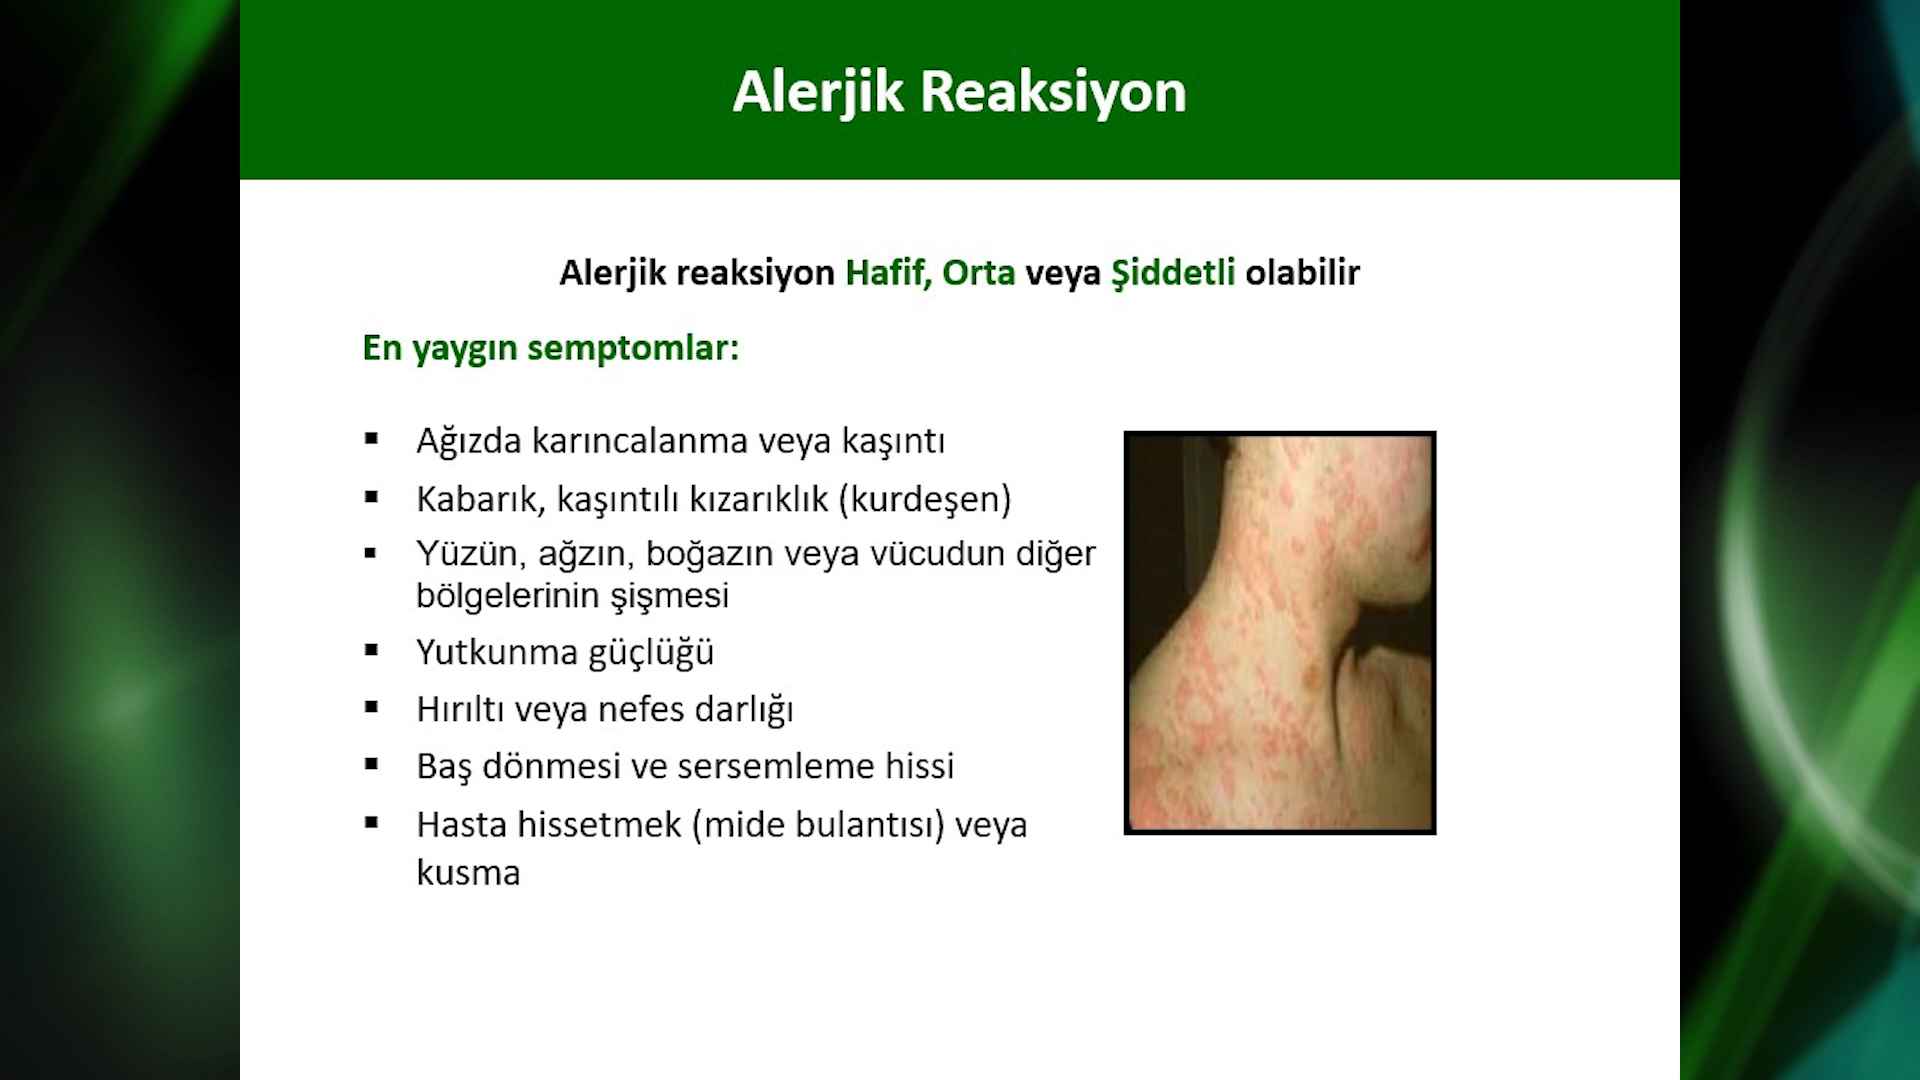 Alerjik Reaksiyon
Alerjik reaksiyon Hafif, Orta veya Şiddetli olabilir
En yaygın semptomlar:
▪ Ağızda karıncalanma veya kaşıntı
▪ Kabarık, kaşıntılı kızarıklık (kurdeşen)
▪ Yüzün, ağzın, boğazın veya vücudun diğer
bölgelerinin şişmesi
▪ Yutkunma güçlüğü
▪ Hırıltı veya nefes darlığı
▪ Baş dönmesi ve sersemleme hissi
▪ Hasta hissetmek (mide bulantısı) veya
kusma